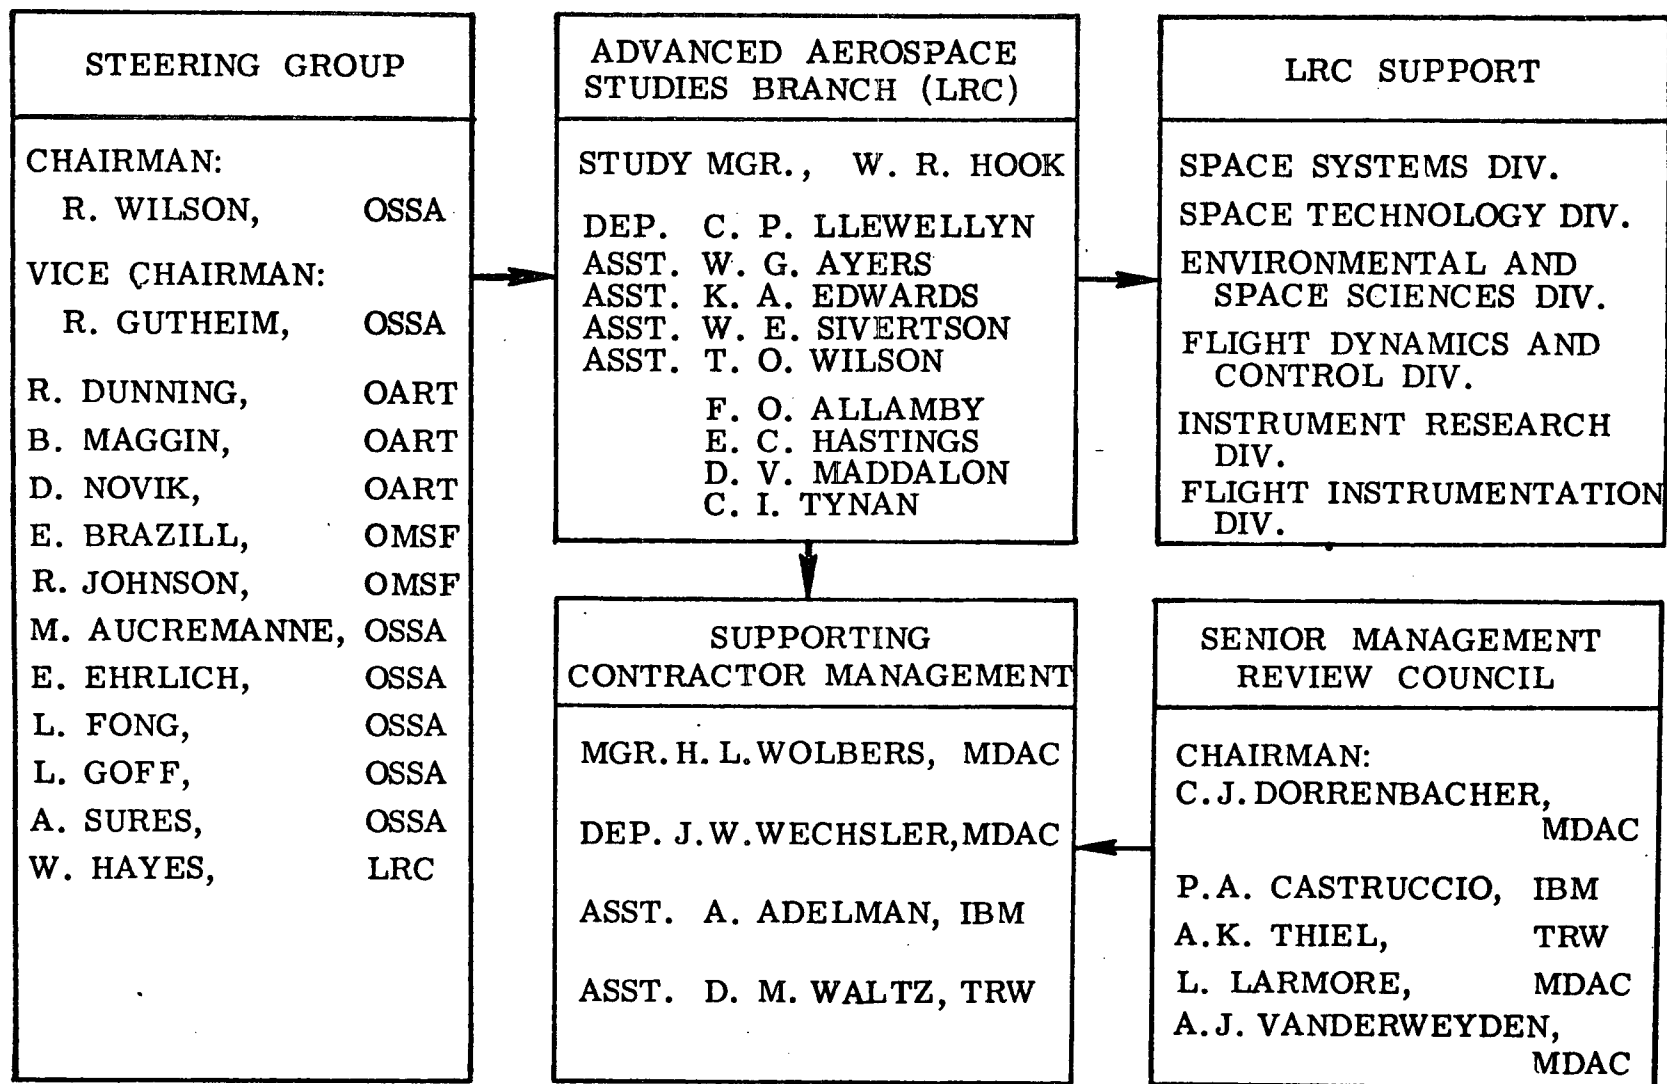 STEERING GROUP
CHAIRMAN:
R. WILSON, OSSA
VICE CHAIRMAN:
R. GUTHEIM, OSSA
R. DUNNING, OART
B. MAGGIN, OART
D. NOVIK, OART
E. BRAZILL, OMSF
R. JOHNSON, OMSF
M. AUCREMANNE, OSSA
E. EHRLICH, OSSA
L. FONG, OSSA
L. GOFF, OSSA
A. SURES, OSSA
W. HAYES, LRC
ADVANCED AEROSPACE
STUDIES BRANCH (LRC)
STUDY MGR., W. R. HOOK
DEP. C. P. LLEWELLYN
ASST. W. G. AYERS
ASST. K. A. EDWARDS
ASST. W. E. SIVERTSON
ASST. T. O. WILSON
F. O. ALLAMBY
E. C. HASTINGS
D. V. MADDALON
C. I. TYNAN
LRC SUPPORT
SPACE SYSTEMS DIV.
SPACE TECHNOLOGY DIV.
ENVIRONMENTAL AND
SPACE SCIENCES DIV.
FLIGHT DYNAMICS AND
CONTROL DIV.
INSTRUMENT RESEARCH
DIV.
FLIGHT INSTRUMENTATION
DIV.
SUPPORTING
CONTRACTOR MANAGEMENT
MGR. H. L. WOLBERS, MDAC
DEP. J. W. WECHSLER, MDAC
ASST. A. ADELMAN, IBM
ASST. D. M. WALTZ, TRW
SENIOR MANAGEMENT
REVIEW COUNCIL
CHAIRMAN:
C. J. DORRENBACHER,
MDAC
P. A. CASTRUCCIO, IBM
A.K. THIEL, TRW
L. LARMORE, MDAC
A. J. VANDERWEYDEN,
MDAC